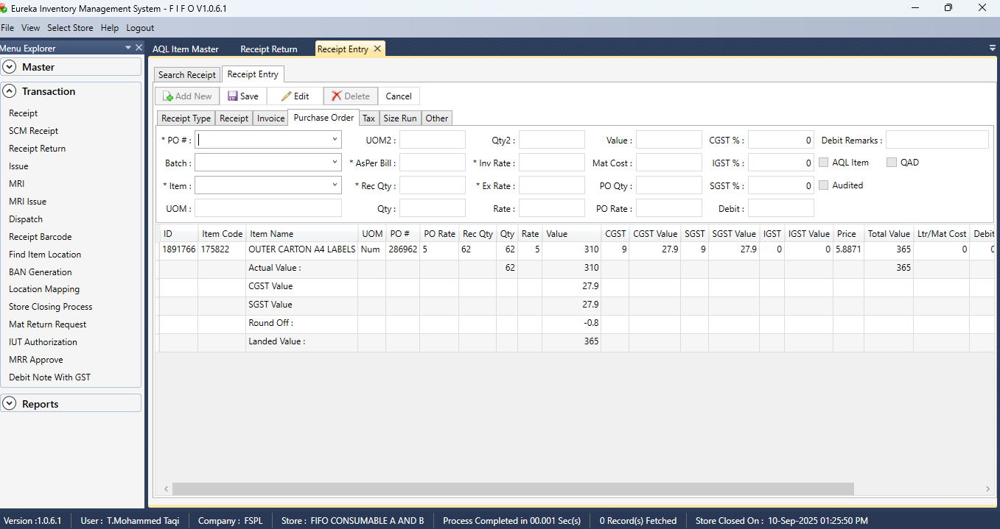 Eureka Inventory Management System - F I F O V1.0.6.1
File View Select Store Help Logout
Menu Explorer
AQL Item Master Receipt Return Receipt Entry
Master
Transaction
Receipt
SCM Receipt
Receipt Return
Issue
MRI
MRI Issue
Dispatch
Receipt Barcode
Find Item Location
BAN Generation
Location Mapping
Store Closing Process
Mat Return Request
IUT Authorization
MRR Approve
Debit Note With GST
Reports
Search Receipt Receipt Entry
Add New Save Edit Delete Cancel
Receipt Type Receipt Invoice Purchase Order Tax Size Run Other
* PO # : UOM2 : Qty2 : Value : CGST % : 0 Debit Remarks :
Batch : * AsPer Bill : * Inv Rate : Mat Cost : IGST % : 0 AQL Item QAD
* Item : * Rec Qty : * Ex Rate : PO Qty : SGST % : 0 Audited
UOM : Qty : Rate : PO Rate : Debit :
ID Item Code Item Name UOM PO # PO Rate Rec Qty Qty Rate Value CGST CGST Value SGST SGST Value IGST IGST Value Price Total Value Ltr/Mat Cost Debit
1891766 175822 OUTER CARTON A4 LABELS Num 286962 5 62 62 5 310 9 27.9 9 27.9 0 0 5.8871 365 0 0
Actual Value : 62 310 365
CGST Value 27.9
SGST Value 27.9
Round Off : -0.8
Landed Value : 365
Version :1.0.6.1 User : T.Mohammed Taqi Company : FSPL Store : FIFO CONSUMABLE A AND B Process Completed in 00.001 Sec(s) 0 Record(s) Fetched Store Closed On : 10-Sep-2025 01:25:50 PM